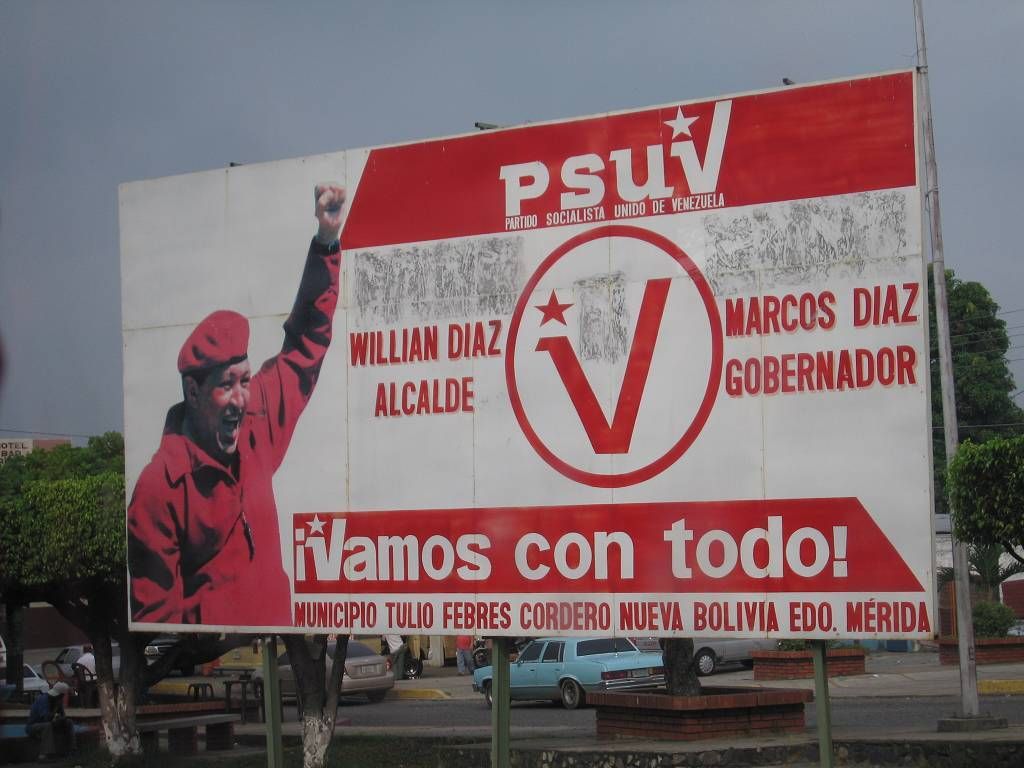 PSUV
PARTIDO SOCIALISTA UNIDO DE VENEZUELA
WILLIAN DIAZ
ALCALDE
V
MARCOS DIAZ
GOBERNADOR
¡Vamos con todo!
MUNICIPIO TULIO FEBRES CORDERO NUEVA BOLIVIA EDO. MÉRIDA
OTEL